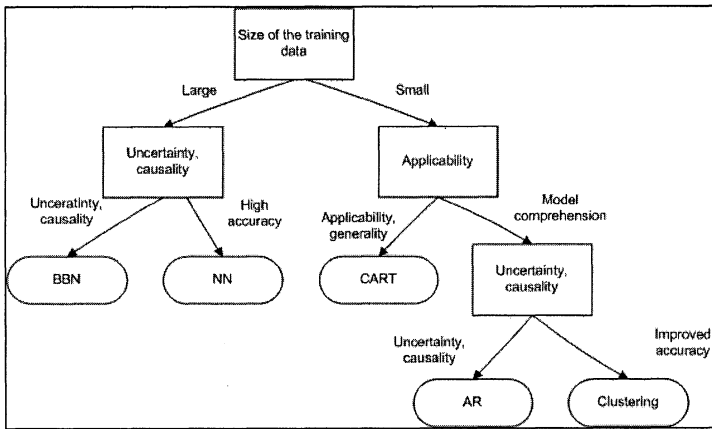 Size of the training
data
Large
Small
Uncertainty,
causality
Applicability
Unceratinty,
causality
High
accuracy
Applicability,
generality
Model
comprehension
BBN
NN
CART
Uncertainty,
causality
Uncertainty,
causality
Improved
accuracy
AR
Clustering